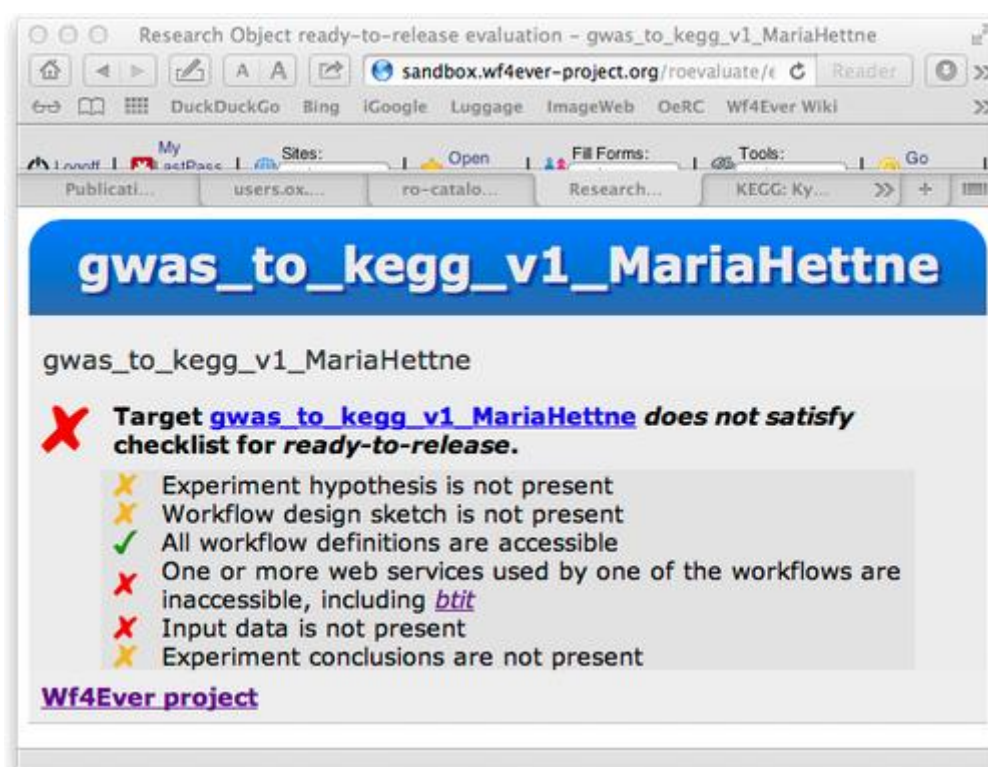 Research Object ready-to-release evaluation – gwas_to_kegg_v1_MariaHettne
A A sandbox.wf4ever-project.org/roevaluate/e Reader
DuckDuckGo Bing iGoogle Luggage ImageWeb OeRC Wf4Ever Wiki
Logoff My LastPass Sites: Open Fill Forms: Tools: Go
Publicati... users.ox.... ro-catalo... Research... KEGG: Ky...
gwas_to_kegg_v1_MariaHettne
gwas_to_kegg_v1_MariaHettne
Target gwas_to_kegg_v1_MariaHettne does not satisfy
checklist for ready-to-release.
Experiment hypothesis is not present
Workflow design sketch is not present
All workflow definitions are accessible
One or more web services used by one of the workflows are
inaccessible, including btit
Input data is not present
Experiment conclusions are not present
Wf4Ever project